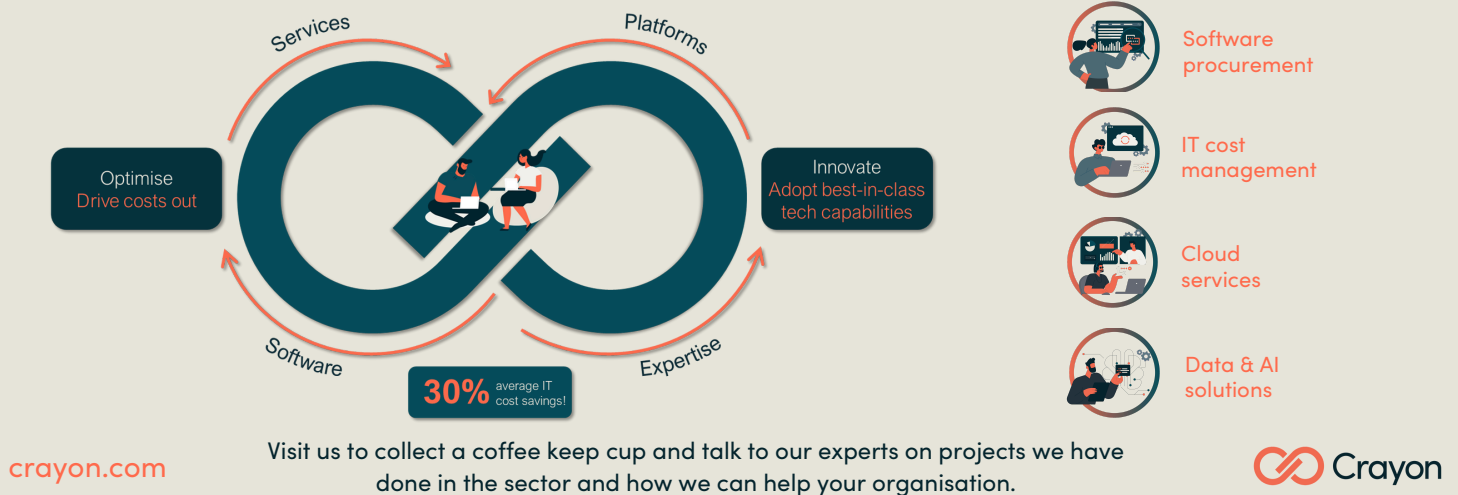 Services
Platforms
Optimise
Drive costs out
Innovate
Adopt best-in-class
tech capabilities
Software
Expertise
30%
average IT
cost savings!
Software
procurement
IT cost
management
Cloud
services
Data & AI
solutions
Visit us to collect a coffee keep cup and talk to our experts on projects we have
done in the sector and how we can help your organisation.
crayon.com
Crayon